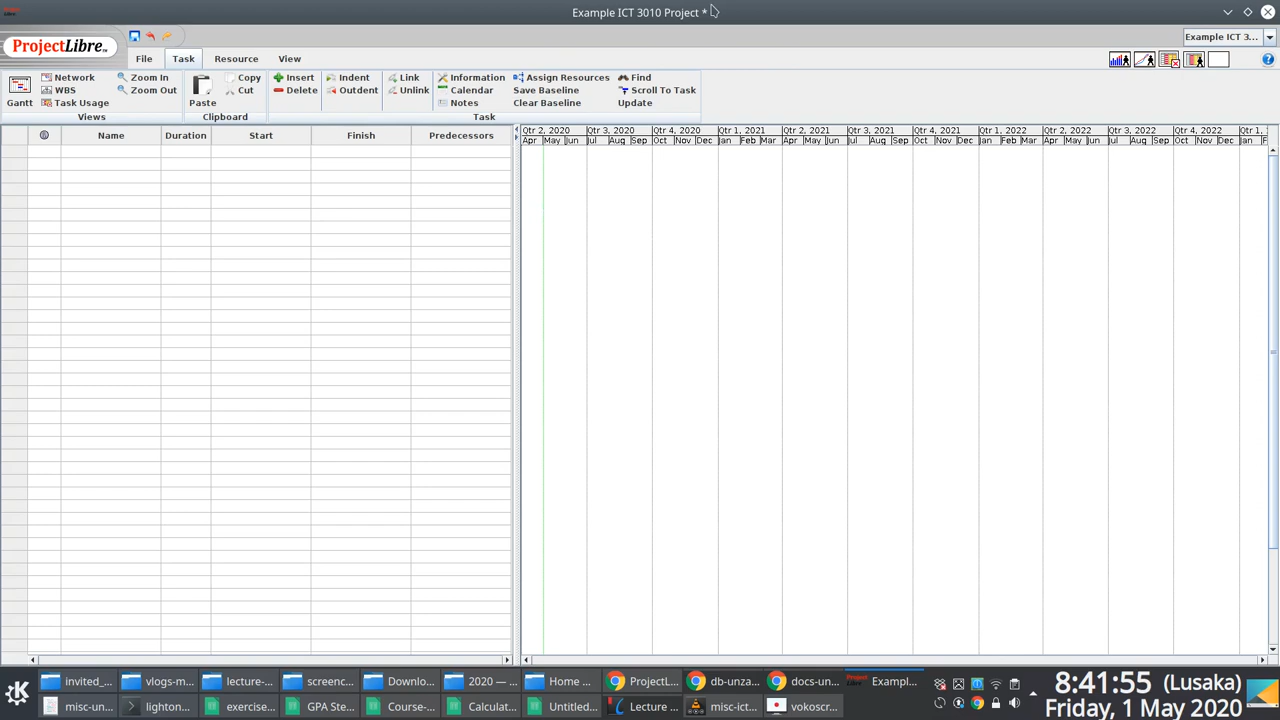 Example ICT 3010 Project *
ProjectLibre
Example ICT 3...
File Task Resource View
Network Zoom In Copy Insert Indent Link Information Assign Resources Find
WBS Zoom Out Cut Delete Outdent Unlink Calendar Save Baseline Scroll To Task
Gantt Task Usage Paste Notes Clear Baseline Update
Views Clipboard Task
Name Duration Start Finish Predecessors
Qtr 2, 2020 Qtr 3, 2020 Qtr 4, 2020 Qtr 1, 2021 Qtr 2, 2021 Qtr 3, 2021 Qtr 4, 2021 Qtr 1, 2022 Qtr 2, 2022 Qtr 3, 2022 Qtr 4, 2022 Qtr 1,
Apr May Jun Jul Aug Sep Oct Nov Dec Jan Feb Mar Apr May Jun Jul Aug Sep Oct Nov Dec Jan Feb Mar Apr May Jun Jul Aug Sep Oct Nov Dec Jan F
invited_... vlogs-m... lecture-... screenc... Downlo... 2020 —... Home ... ProjectL... db-unza... docs-un... Exampl...
misc-un... lighton... exercise... GPA Ste... Course-... Calculat... Untitled... Lecture ... misc-ict... vokoscr...
8:41:55 (Lusaka)
Friday, 1 May 2020